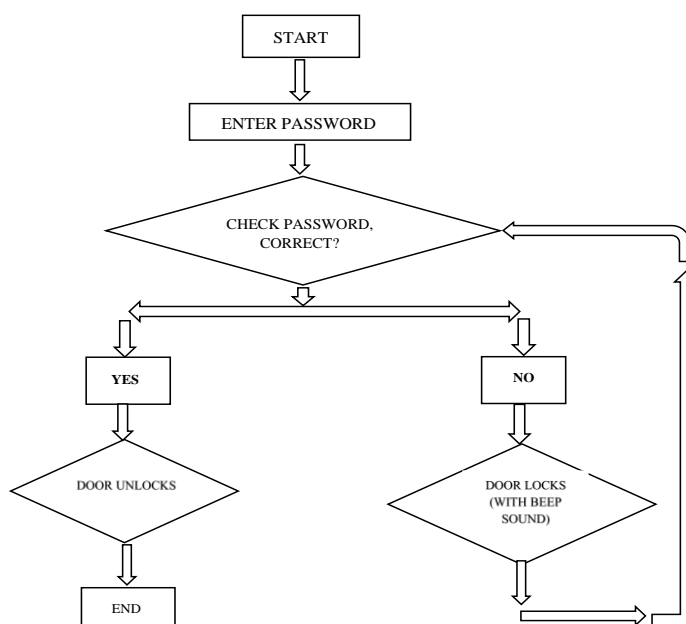 START
ENTER PASSWORD
CHECK PASSWORD,
CORRECT?
YES
NO
DOOR UNLOCKS
DOOR LOCKS
(WITH BEEP
SOUND)
END